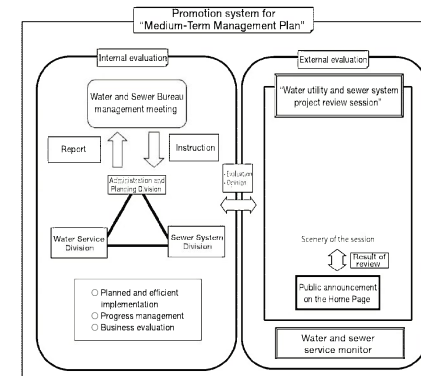 Promotion system for
"Medium-Term Management Plan"
Internal evaluation
Water and Sewer Bureau
management meeting
Report
Instruction
Administration and
Planning Division
Water Service
Division
Sewer System
Division
○ Planned and efficient
implementation
○ Progress management
○ Business evaluation
- Evaluation
- Opinion
External evaluation
"Water utility and sewer system
project review session"
Scenery of the session
Result of
review
Public announcement
on the Home Page
Water and sewer
service monitor